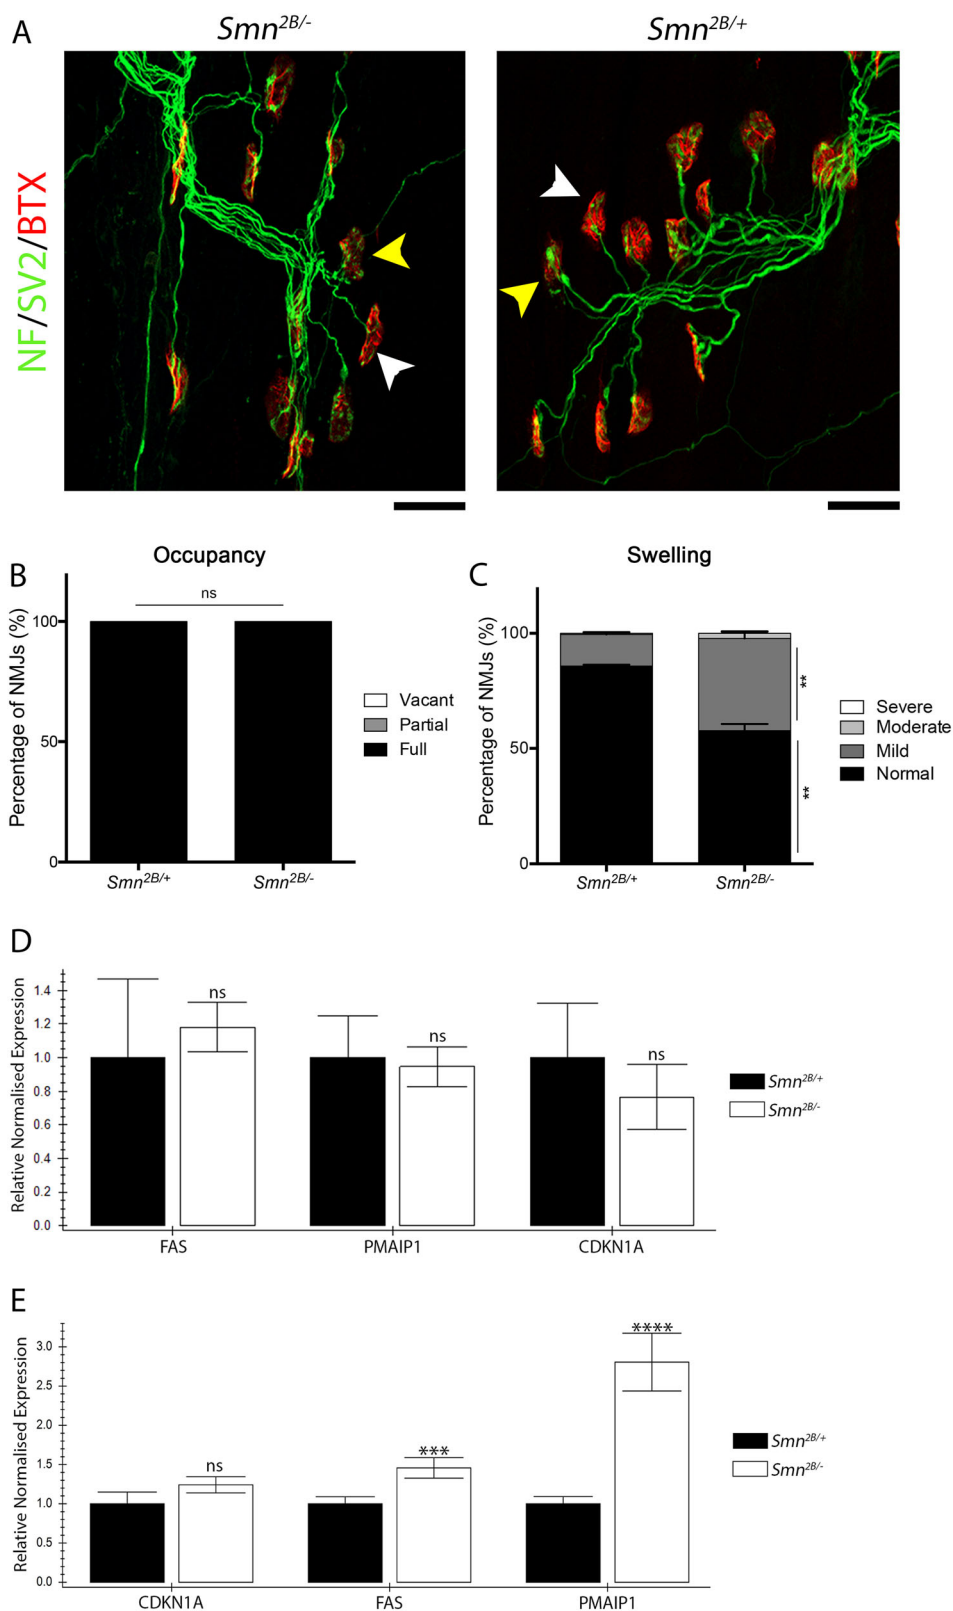 A
Smn2B/-
Smn2B/+
NF/SV2/BTX
B
Occupancy
ns
Percentage of NMJs (%)
100
50
0
Smn2B/+
Smn2B/-
Vacant
Partial
Full
C
Swelling
Percentage of NMJs (%)
100
50
0
**
**
Smn2B/+
Smn2B/-
Severe
Moderate
Mild
Normal
D
Relative Normalised Expression
1.4
1.2
1.0
0.8
0.6
0.4
0.2
0.0
ns
ns
ns
FAS
PMAIP1
CDKN1A
Smn2B/+
Smn2B/-
E
Relative Normalised Expression
3.0
2.5
2.0
1.5
1.0
0.5
0.0
ns
***
****
CDKN1A
FAS
PMAIP1
Smn2B/+
Smn2B/-